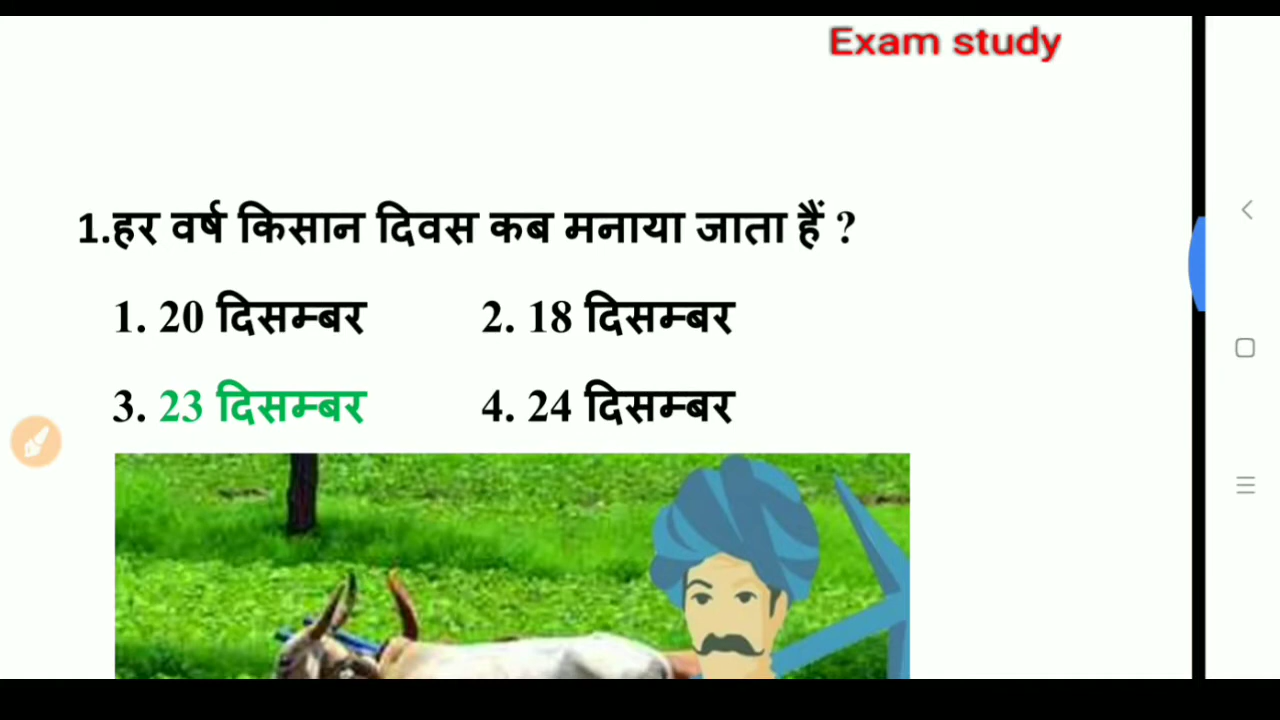 Exam study
1.हर वर्ष किसान दिवस कब मनाया जाता हैं ?
1. 20 दिसम्बर 2. 18 दिसम्बर
3. 23 दिसम्बर 4. 24 दिसम्बर